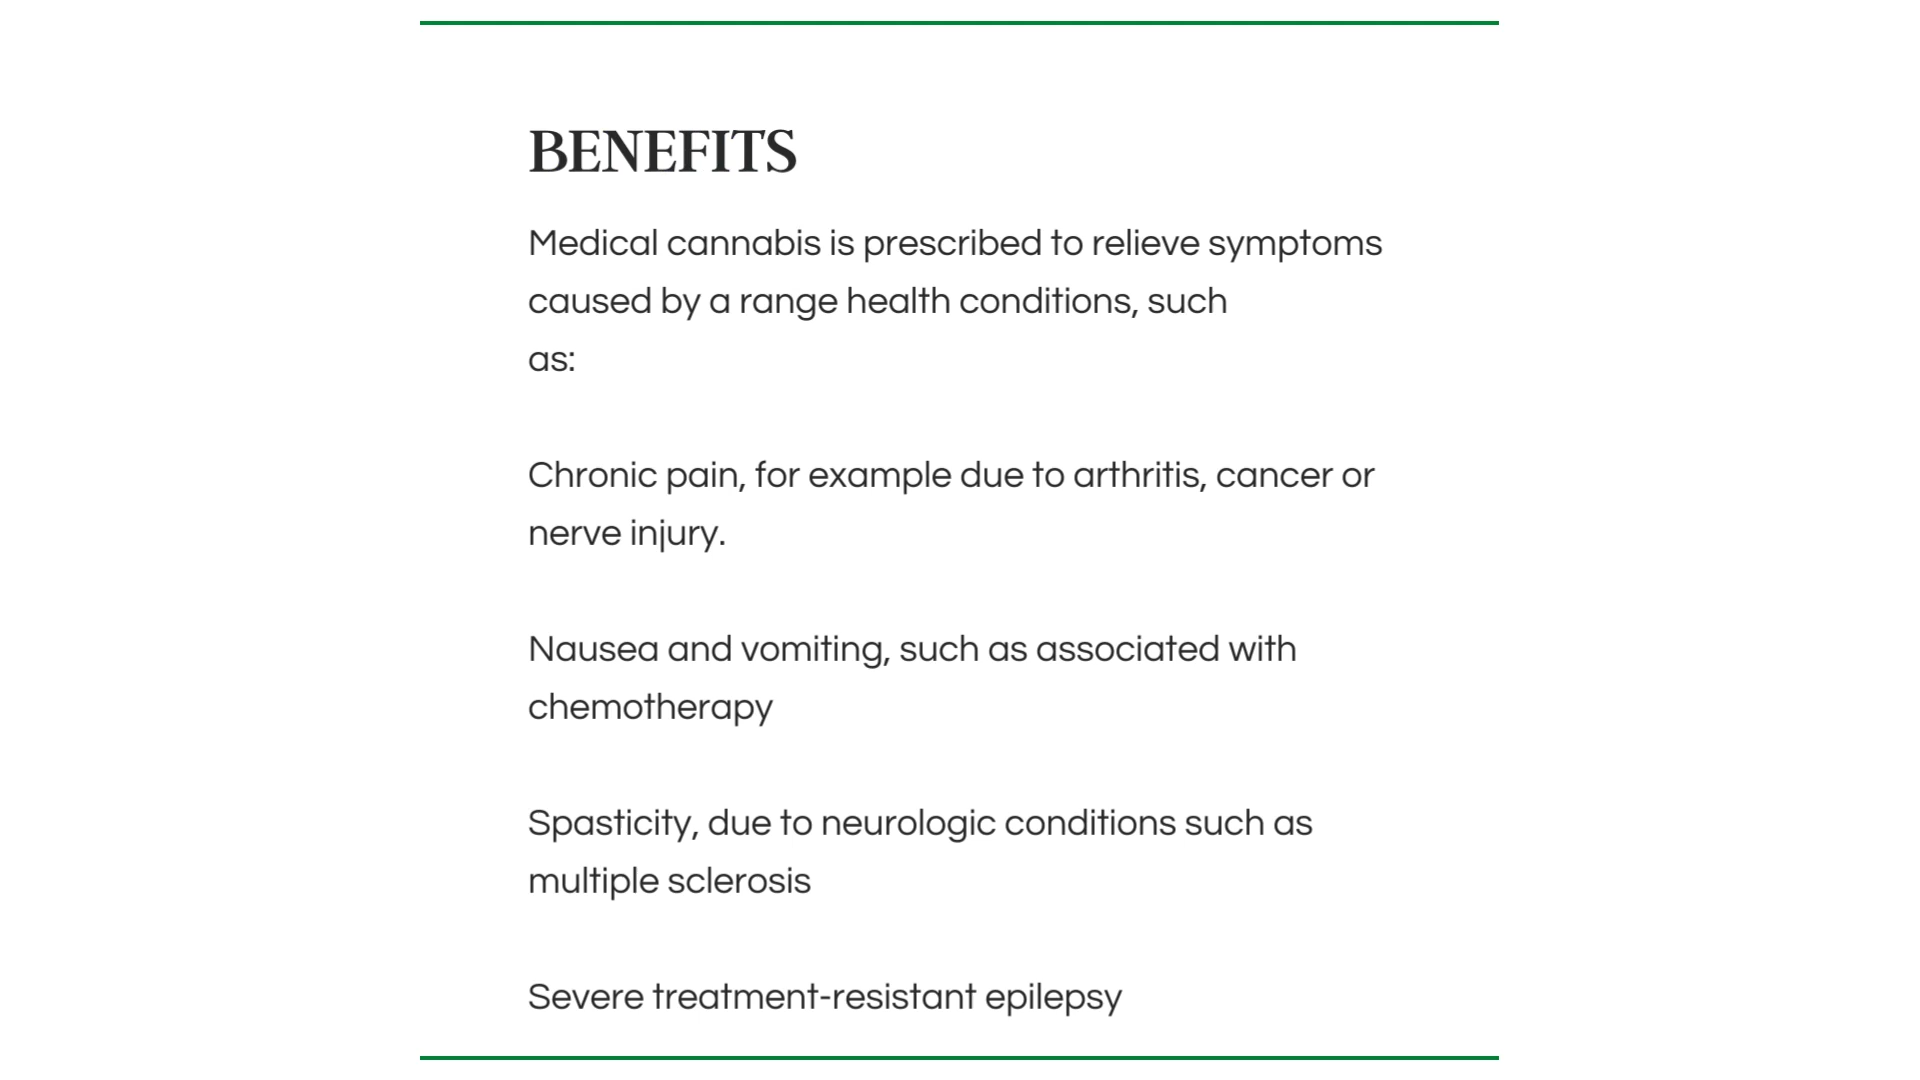 BENEFITS
Medical cannabis is prescribed to relieve symptoms
caused by a range health conditions, such
as:
Chronic pain, for example due to arthritis, cancer or
nerve injury.
Nausea and vomiting, such as associated with
chemotherapy
Spasticity, due to neurologic conditions such as
multiple sclerosis
Severe treatment-resistant epilepsy